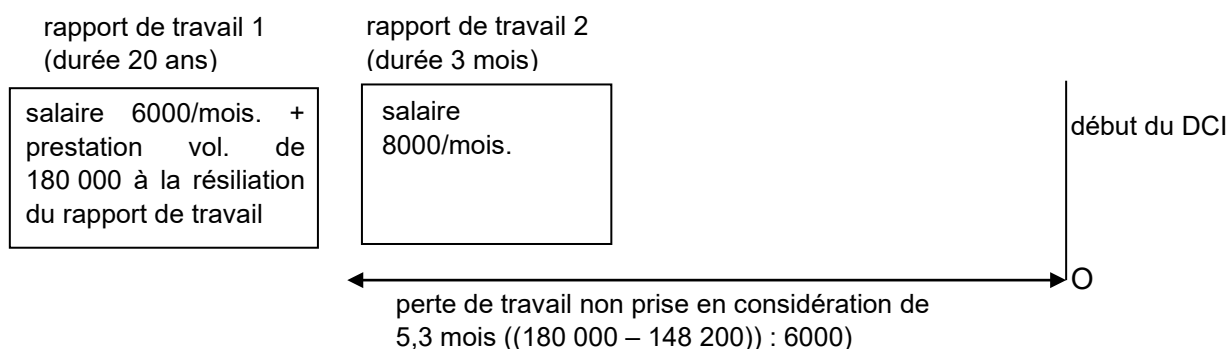 rapport de travail 1
(durée 20 ans)
rapport de travail 2
(durée 3 mois)
salaire 6000/mois. +
prestation vol. de
180 000 à la résiliation
du rapport de travail
salaire
8000/mois.
début du DCI
O
perte de travail non prise en considération de
5,3 mois ((180 000 – 148 200)) : 6000)